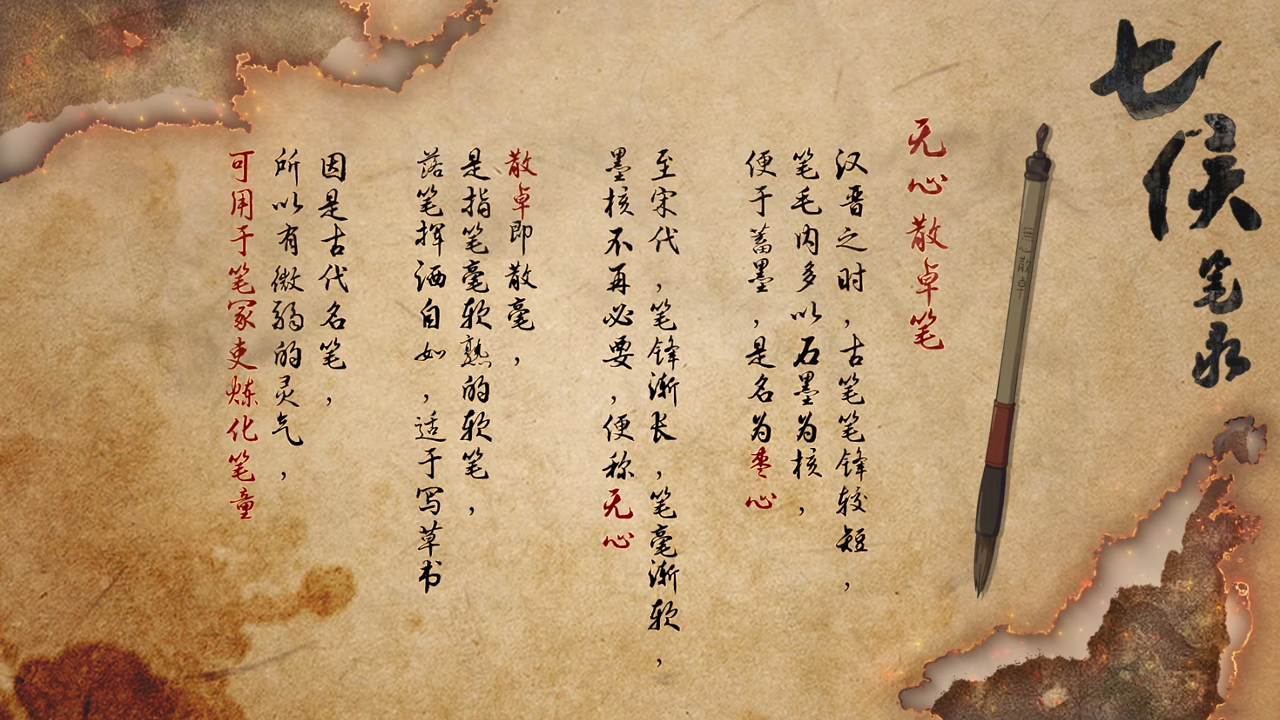 七侯笔录
无心散卓笔
汉晋之时，古笔笔锋较短，
笔毛内多以石墨为核，
便于蓄墨，是名为枣心
至宋代，笔锋渐长，笔毫渐软，
墨核不再必要，便称无心
散卓即散毫，
是指笔毫软熟的软笔，
落笔挥洒自如，适于写草书
因是古代名笔，
所以有微弱的灵气，
可用于笔冢吏炼化笔童
散卓